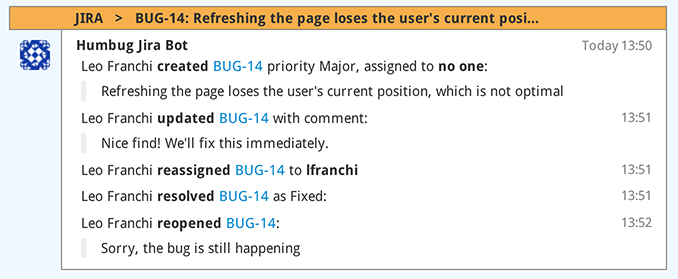 JIRA > BUG-14: Refreshing the page loses the user's current posi...
Humbug Jira Bot Today 13:50
Leo Franchi created BUG-14 priority Major, assigned to no one:
Refreshing the page loses the user's current position, which is not optimal
Leo Franchi updated BUG-14 with comment: 13:51
Nice find! We'll fix this immediately.
Leo Franchi reassigned BUG-14 to lfranchi 13:51
Leo Franchi resolved BUG-14 as Fixed: 13:51
Leo Franchi reopened BUG-14: 13:52
Sorry, the bug is still happening